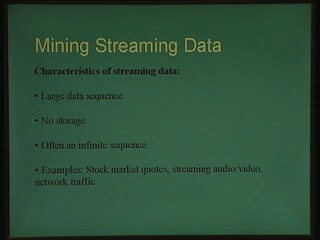 Mining Streaming Data
Characteristics of streaming data:
• Large data sequence
• No storage
• Often an infinite sequence
• Examples: Stock market quotes, streaming audio/video,
network traffic